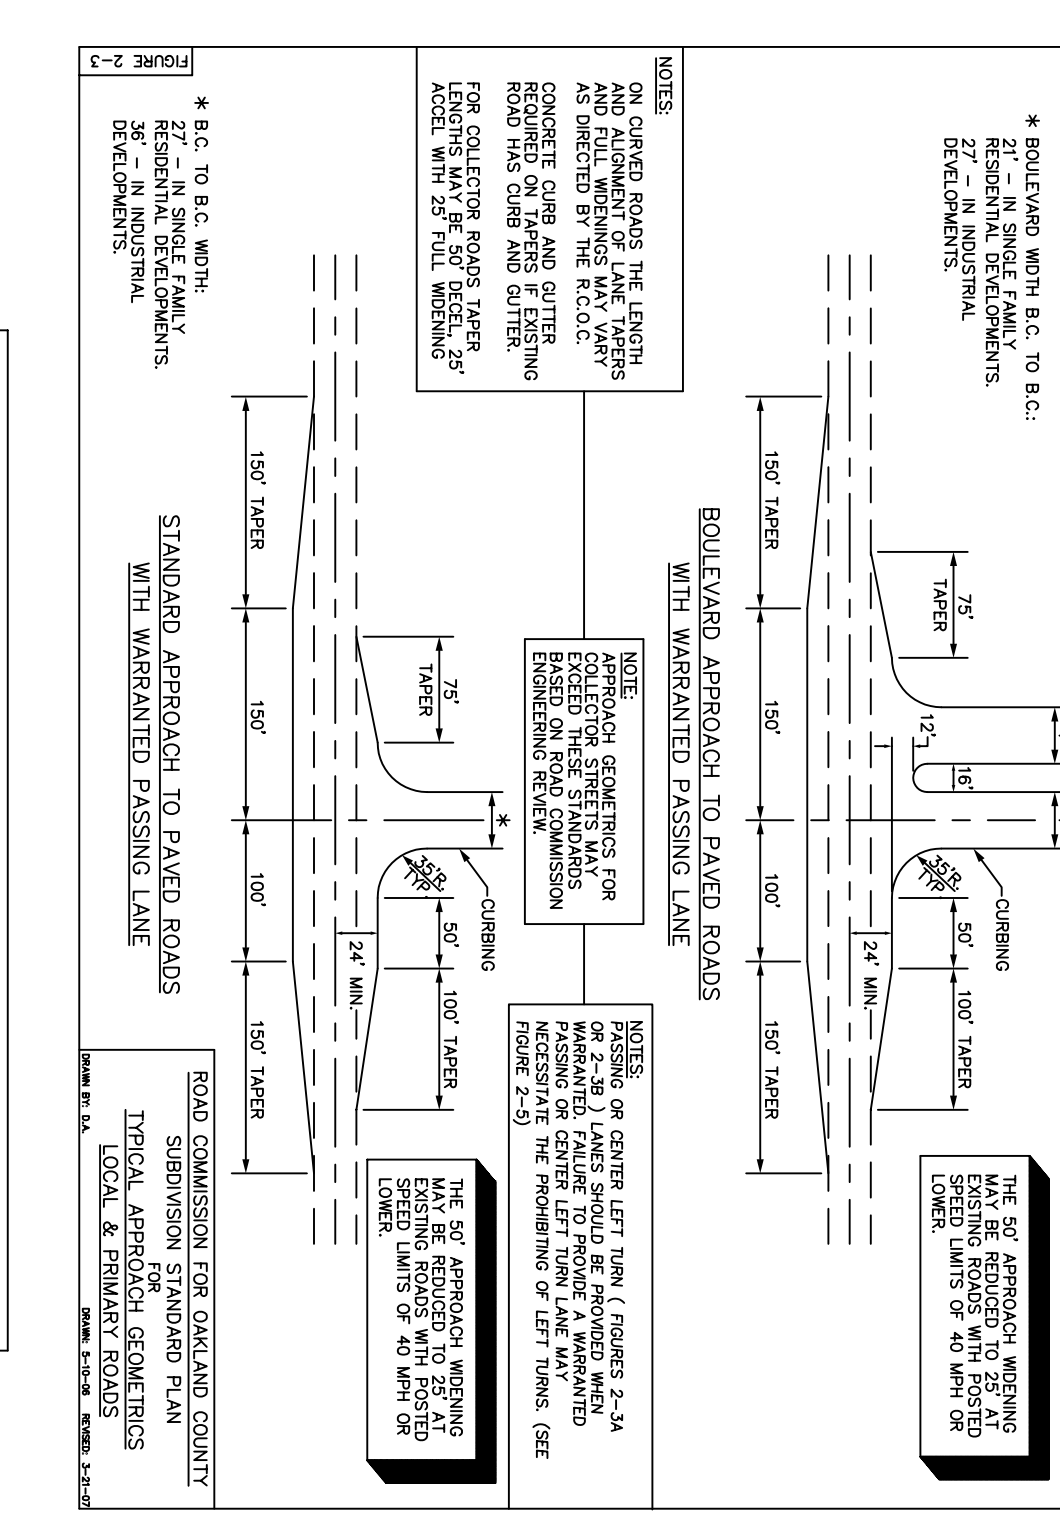 * BOULEVARD WIDTH B.C. TO B.C.:
21' – IN SINGLE FAMILY
RESIDENTIAL DEVELOPMENTS.
27' – IN INDUSTRIAL
DEVELOPMENTS.
75'
TAPER
12'
16'
35'R.
TYP.
CURBING
50'
100' TAPER
24' MIN.
150' TAPER
150'
100'
150' TAPER
THE 50' APPROACH WIDENING
MAY BE REDUCED TO 25' AT
EXISTING ROADS WITH POSTED
SPEED LIMITS OF 40 MPH OR
LOWER.
BOULEVARD APPROACH TO PAVED ROADS
WITH WARRANTED PASSING LANE
NOTES:
ON CURVED ROADS THE LENGTH
AND ALIGNMENT OF LANE TAPERS
AND FULL WIDENINGS MAY VARY
AS DIRECTED BY THE R.C.O.C.
CONCRETE CURB AND GUTTER
REQUIRED ON TAPERS IF EXISTING
ROAD HAS CURB AND GUTTER.
FOR COLLECTOR ROADS TAPER
LENGTHS MAY BE 50' DECEL, 25'
ACCEL WITH 25' FULL WIDENING
NOTE:
APPROACH GEOMETRICS FOR
COLLECTOR STREETS MAY
EXCEED THESE STANDARDS
BASED ON ROAD COMMISSION
ENGINEERING REVIEW.
NOTES:
PASSING OR CENTER LEFT TURN ( FIGURES 2–3A
OR 2–3B ) LANES SHOULD BE PROVIDED WHEN
WARRANTED. FAILURE TO PROVIDE A WARRANTED
PASSING OR CENTER LEFT TURN LANE MAY
NECESSITATE THE PROHIBITING OF LEFT TURNS. (SEE
FIGURE 2–5)
*
75'
TAPER
35'R.
TYP.
CURBING
50'
100' TAPER
24' MIN.
150' TAPER
150'
100'
150' TAPER
THE 50' APPROACH WIDENING
MAY BE REDUCED TO 25' AT
EXISTING ROADS WITH POSTED
SPEED LIMITS OF 40 MPH OR
LOWER.
* B.C. TO B.C. WIDTH:
27' – IN SINGLE FAMILY
RESIDENTIAL DEVELOPMENTS.
36' – IN INDUSTRIAL
DEVELOPMENTS.
STANDARD APPROACH TO PAVED ROADS
WITH WARRANTED PASSING LANE
ROAD COMMISSION FOR OAKLAND COUNTY
SUBDIVISION STANDARD PLAN
FOR
TYPICAL APPROACH GEOMETRICS
LOCAL & PRIMARY ROADS
DRAWN BY: D.A.
DRAWN: 5–10–06 REVISED: 3–21–07
FIGURE 2–3